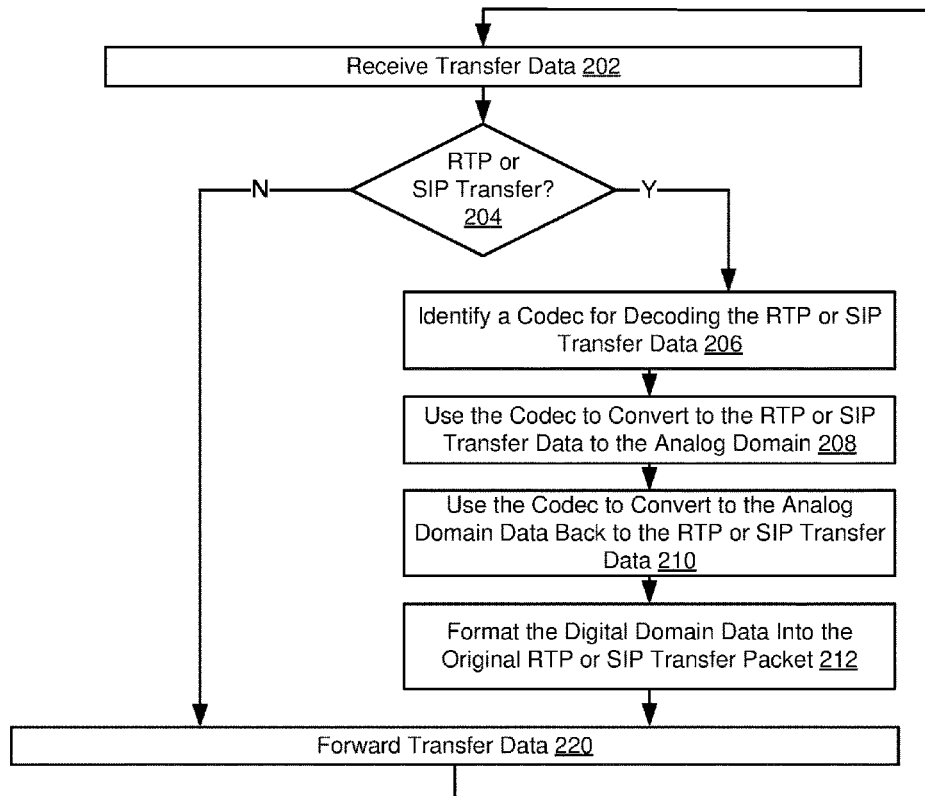 Receive Transfer Data 202
RTP or
SIP Transfer?
204
N
Y
Identify a Codec for Decoding the RTP or SIP
Transfer Data 206
Use the Codec to Convert to the RTP or SIP
Transfer Data to the Analog Domain 208
Use the Codec to Convert to the Analog
Domain Data Back to the RTP or SIP Transfer
Data 210
Format the Digital Domain Data Into the
Original RTP or SIP Transfer Packet 212
Forward Transfer Data 220